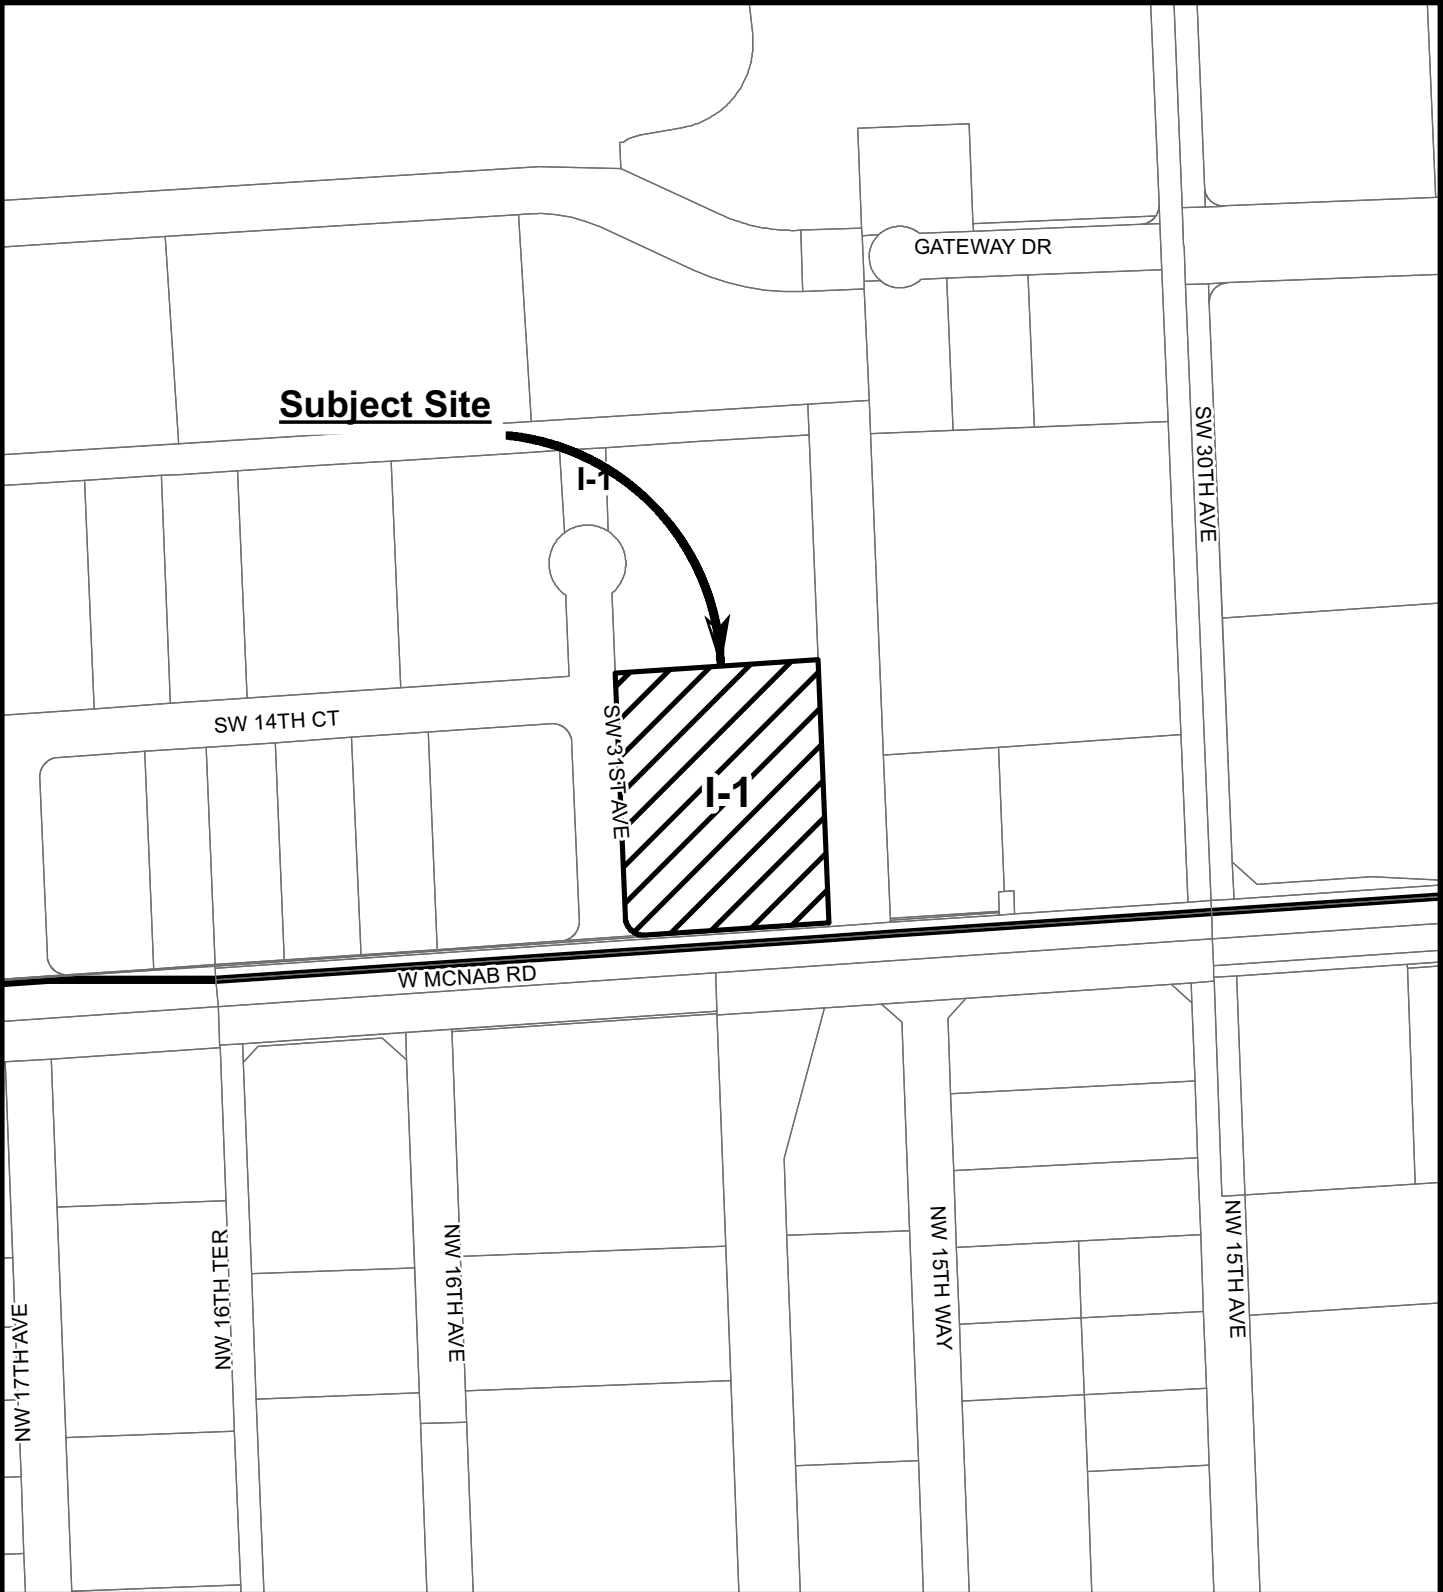 GATEWAY DR
Subject Site
I-1
SW 30TH AVE
SW 14TH CT
SW 31ST AVE
I-1
W MCNAB RD
NW 17TH AVE
NW 16TH TER
NW 16TH AVE
NW 15TH WAY
NW 15TH AVE